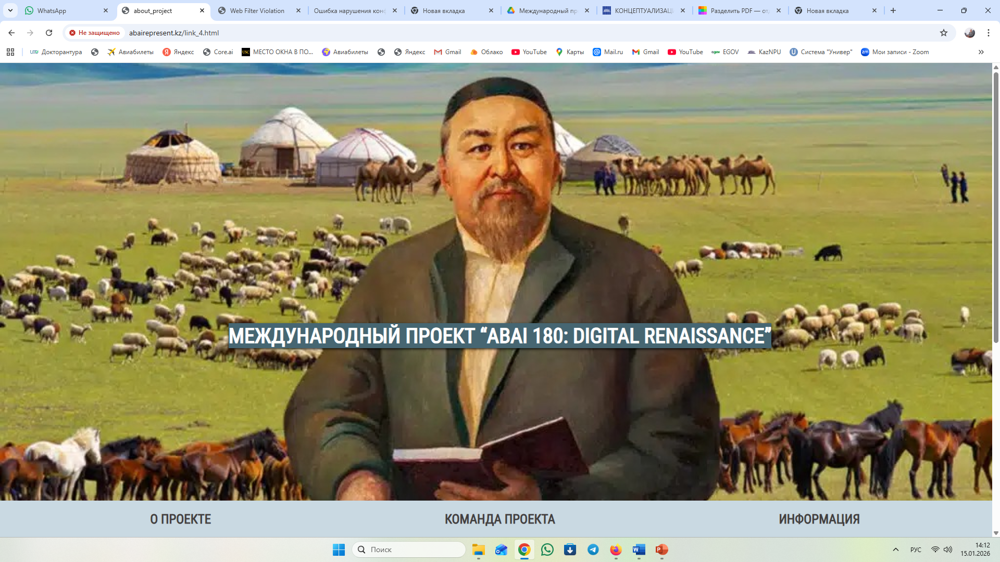 WhatsApp
about_project
Web Filter Violation
Ошибка нарушения кон
Новая вкладка
Международный пр
КОНЦЕПТУАЛИЗАЦ
Разделить PDF — от
Новая вкладка
Не защищено
abairepresent.kz/link_4.html
Докторантура
Авиабилеты
Яндекс
Core.ai
МЕСТО ОКНА В ПО...
Авиабилеты
Яндекс
Gmail
Облако
YouTube
Карты
Mail.ru
Gmail
YouTube
EGOV
KazNPU
Система "Универ"
Мои записи - Zoom
МЕЖДУНАРОДНЫЙ ПРОЕКТ “ABAI 180: DIGITAL RENAISSANCE”
О ПРОЕКТЕ
КОМАНДА ПРОЕКТА
ИНФОРМАЦИЯ
Поиск
РУС
14:12
15.01.2026